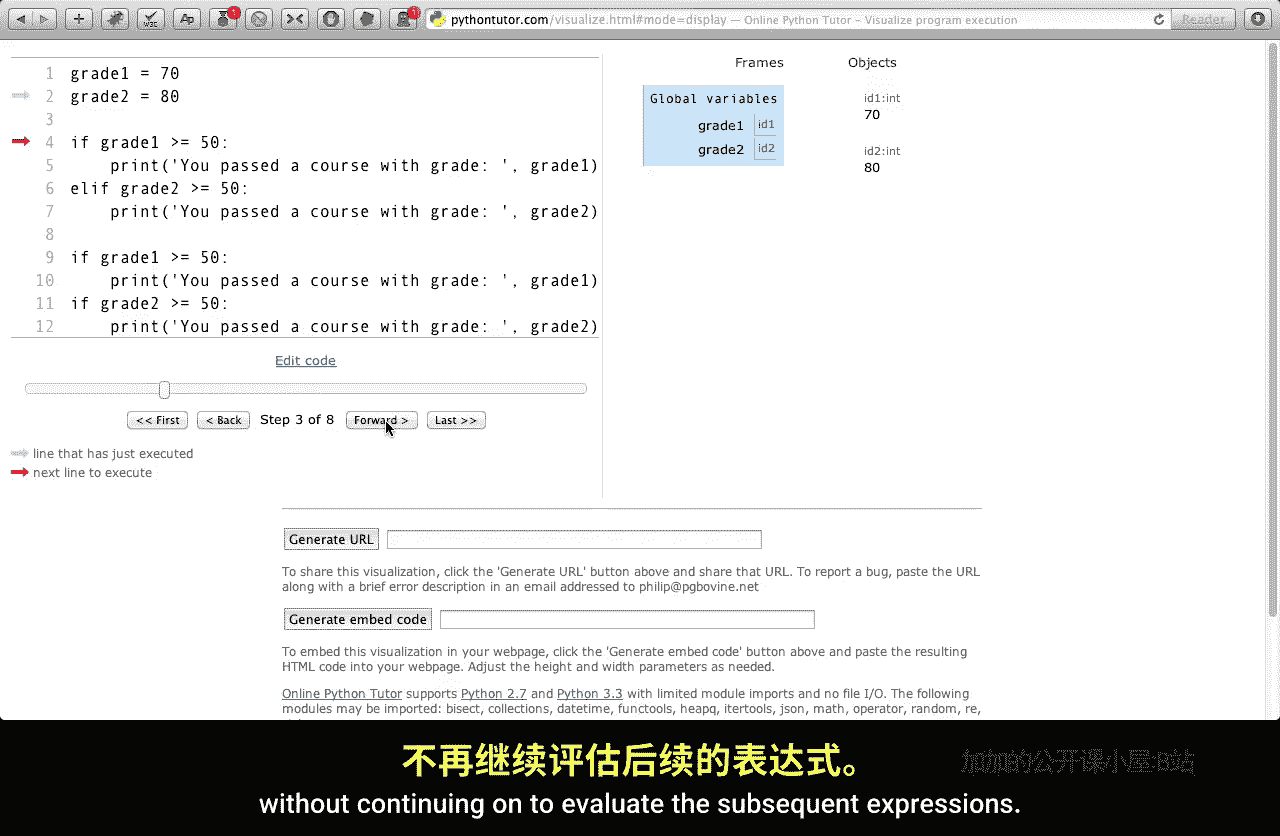 pythontutor.com/visualize.html#mode=display — Online Python Tutor – Visualize program execution
Reader
Frames
Objects
1 grade1 = 70
2 grade2 = 80
3
4 if grade1 >= 50:
5 print('You passed a course with grade: ', grade1)
6 elif grade2 >= 50:
7 print('You passed a course with grade: ', grade2)
8
9 if grade1 >= 50:
10 print('You passed a course with grade: ', grade1)
11 if grade2 >= 50:
12 print('You passed a course with grade: ', grade2)
Global variables
grade1 id1
grade2 id2
id1:int
70
id2:int
80
Edit code
<< First
< Back
Step 3 of 8
Forward >
Last >>
line that has just executed
next line to execute
Generate URL
To share this visualization, click the 'Generate URL' button above and share that URL. To report a bug, paste the URL
along with a brief error description in an email addressed to philip@pgbovine.net
Generate embed code
To embed this visualization in your webpage, click the 'Generate embed code' button above and paste the resulting
HTML code into your webpage. Adjust the height and width parameters as needed.
Online Python Tutor supports Python 2.7 and Python 3.3 with limited module imports and no file I/O. The following
modules may be imported: bisect, collections, datetime, functools, heapq, itertools, json, math, operator, random, re,
不再继续评估后续的表达式。
加加的公开课小屋:B站
without continuing on to evaluate the subsequent expressions.